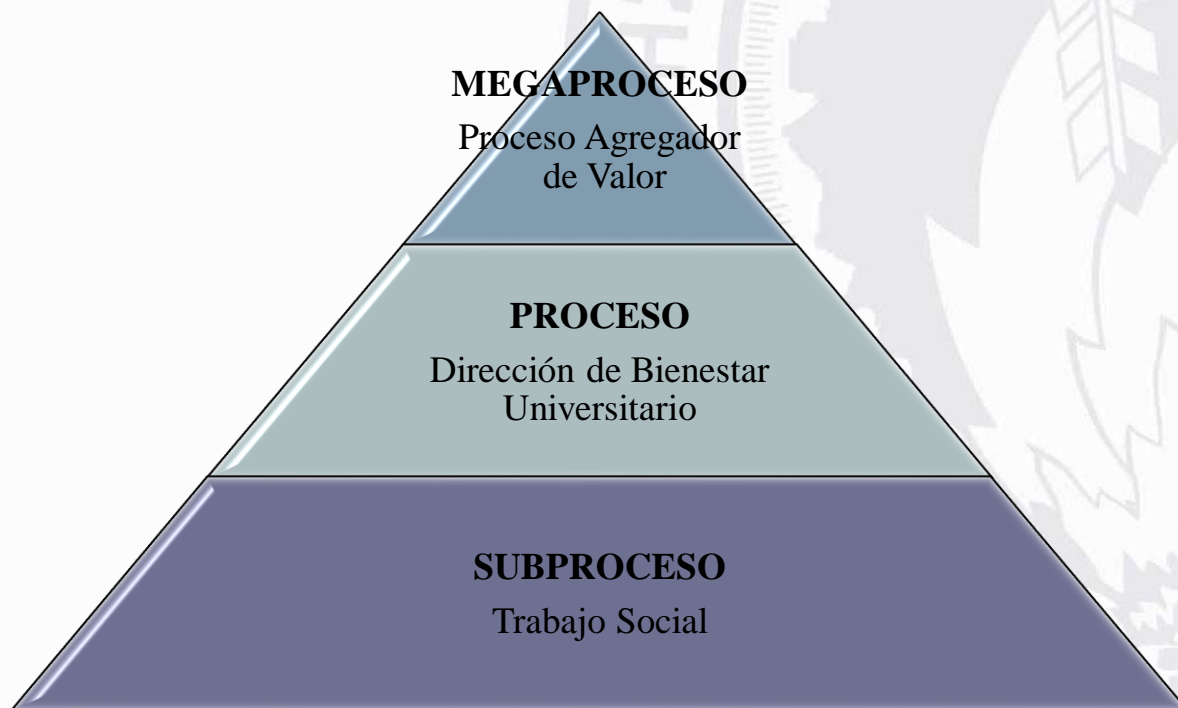 MEGAPROCESO
Proceso Agregador
de Valor
PROCESO
Dirección de Bienestar
Universitario
SUBPROCESO
Trabajo Social